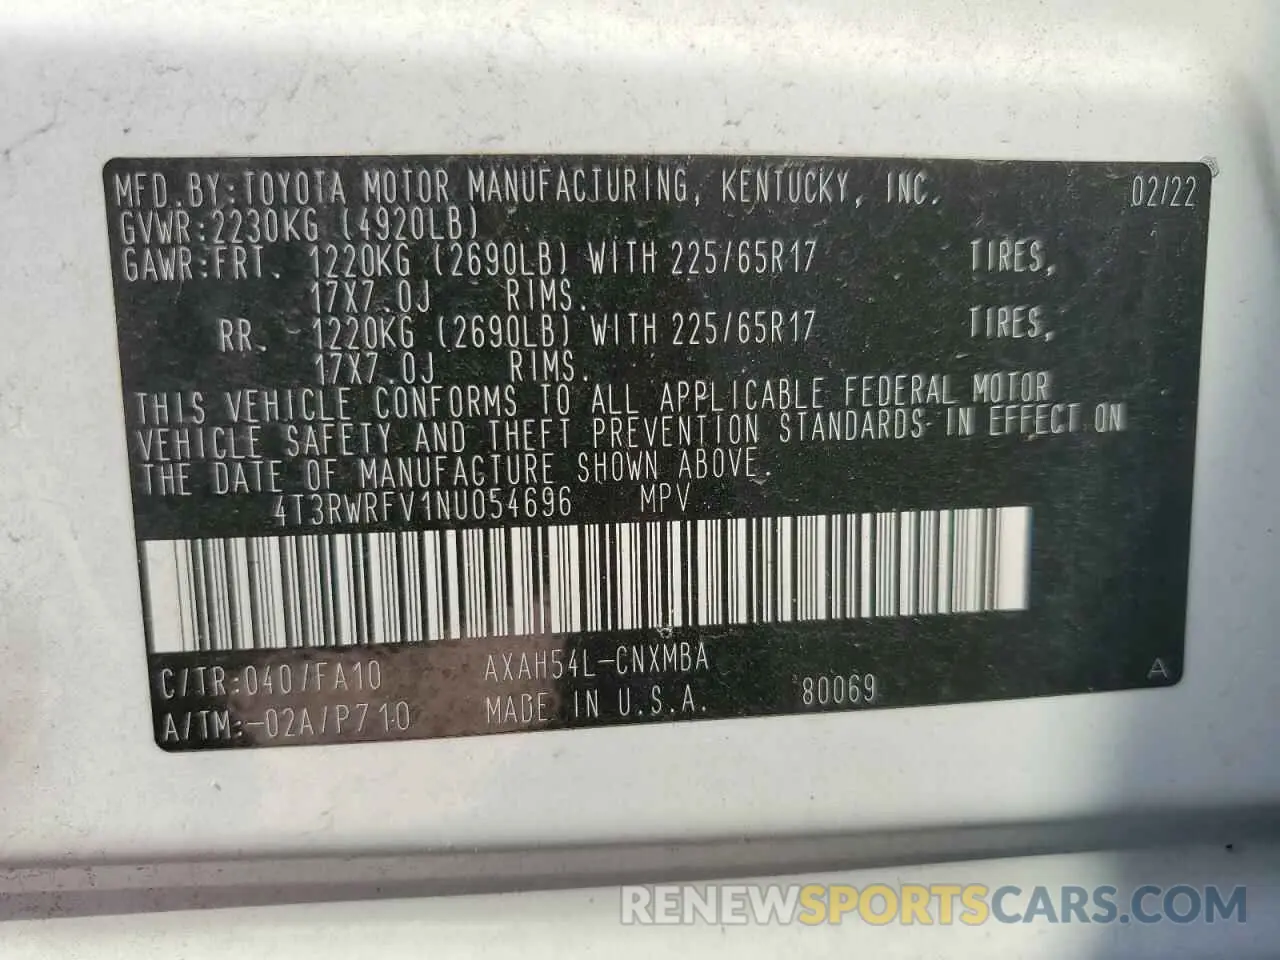 MFD.BY:TOYOTA MOTOR MANUFACTURING, KENTUCKY, INC. 02/22
GVWR:2230KG (4920LB)
GAWR:FRT. 1220KG (2690LB) WITH 225/65R17 TIRES,
17X7.0J RIMS.
RR. 1220KG (2690LB) WITH 225/65R17 TIRES,
17X7.0J RIMS.
THIS VEHICLE CONFORMS TO ALL APPLICABLE FEDERAL MOTOR
VEHICLE SAFETY AND THEFT PREVENTION STANDARDS IN EFFECT ON
THE DATE OF MANUFACTURE SHOWN ABOVE.
4T3RWRFV1NU054696 MPV
C/TR:040/FA10 AXAH54L-CNXMBA A
A/TM:-02A/P710 MADE IN U.S.A. 80069
RENEWSPORTSCARS.COM